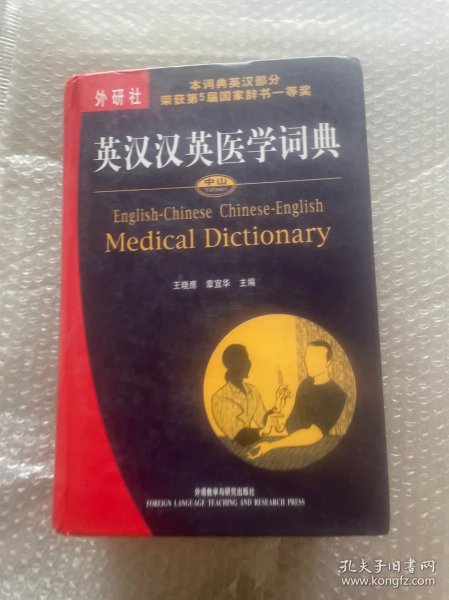 外研社
本词典英汉部分
荣获第5届国家辞书一等奖
英汉汉英医学词典
中山
English-Chinese Chinese-English
Medical Dictionary
王晓鹰 章宜华 主编
外语教学与研究出版社
FOREIGN LANGUAGE TEACHING AND RESEARCH PRESS
孔夫子旧书网
www.kongfz.com